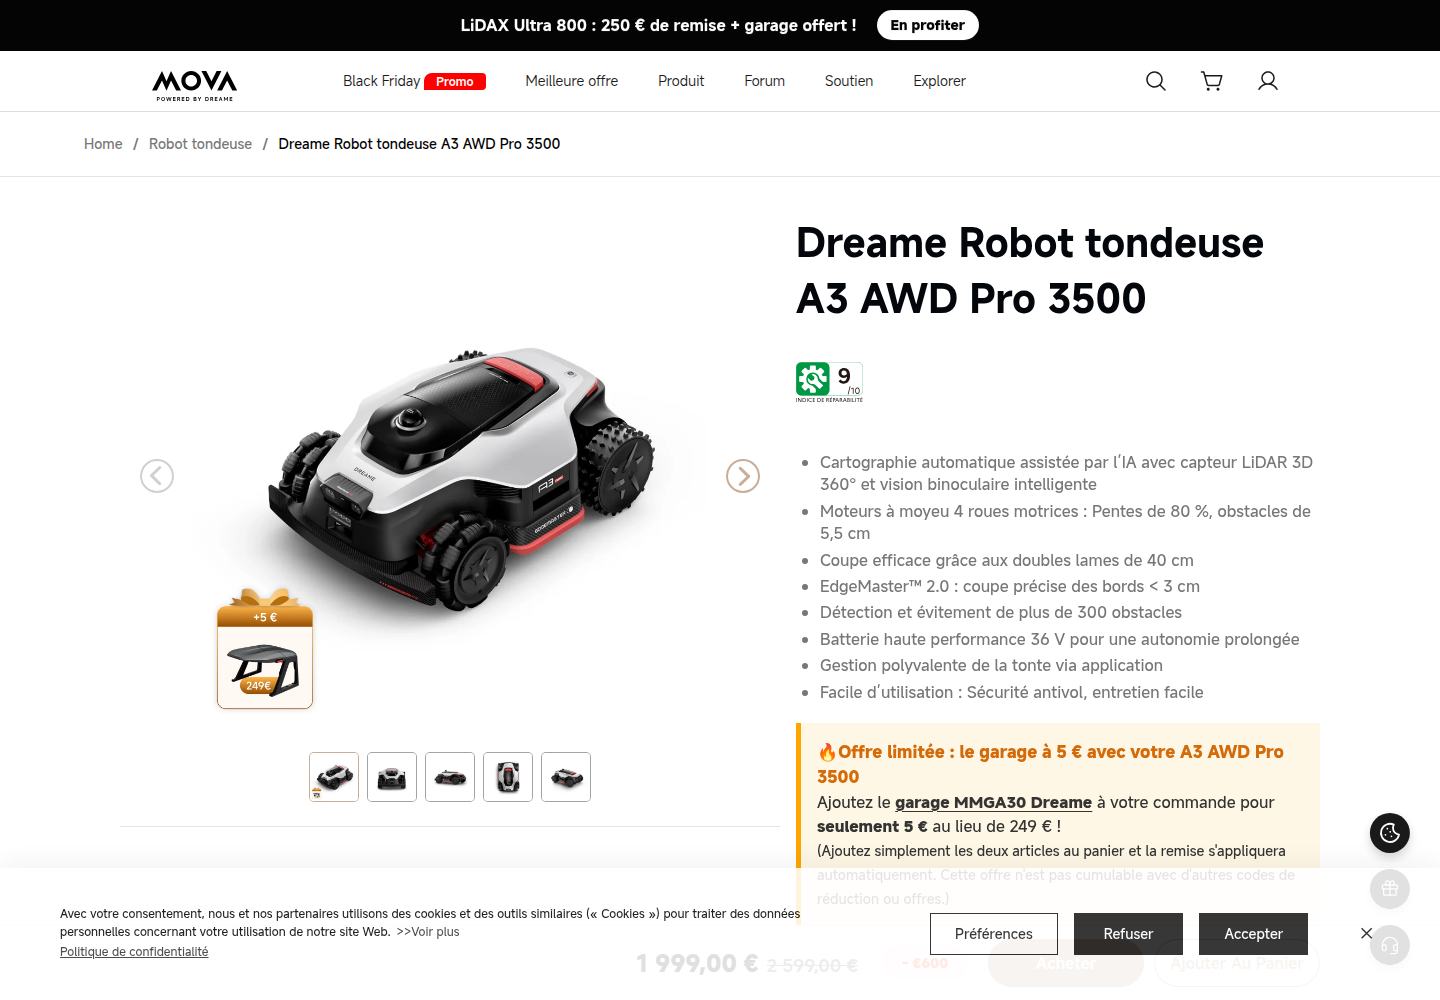 LiDAX Ultra 800 : 250 € de remise + garage offert !
En profiter
MOVA
POWERED BY DREAME
Black Friday
Promo
Meilleure offre
Produit
Forum
Soutien
Explorer
Home / Robot tondeuse / Dreame Robot tondeuse A3 AWD Pro 3500
Dreame Robot tondeuse
A3 AWD Pro 3500
9
/10
INDICE DE RÉPARABILITÉ
DREAME
A3
EDGEMASTER
+5 €
249€
Cartographie automatique assistée par l'IA avec capteur LiDAR 3D
360° et vision binoculaire intelligente
Moteurs à moyeu 4 roues motrices : Pentes de 80 %, obstacles de
5,5 cm
Coupe efficace grâce aux doubles lames de 40 cm
EdgeMaster™ 2.0 : coupe précise des bords < 3 cm
Détection et évitement de plus de 300 obstacles
Batterie haute performance 36 V pour une autonomie prolongée
Gestion polyvalente de la tonte via application
Facile d'utilisation : Sécurité antivol, entretien facile
🔥Offre limitée : le garage à 5 € avec votre A3 AWD Pro
3500
Ajoutez le garage MMGA30 Dreame à votre commande pour
seulement 5 € au lieu de 249 € !
(Ajoutez simplement les deux articles au panier et la remise s'appliquera
automatiquement. Cette offre n'est pas cumulable avec d'autres codes de
réduction ou offres.)
Avec votre consentement, nous et nos partenaires utilisons des cookies et des outils similaires (« Cookies ») pour traiter des données
personnelles concernant votre utilisation de notre site Web. >>Voir plus
Politique de confidentialité
Préférences
Refuser
Accepter
1 999,00 € 2 599,00 € - €600
Acheter
Ajouter Au Panier